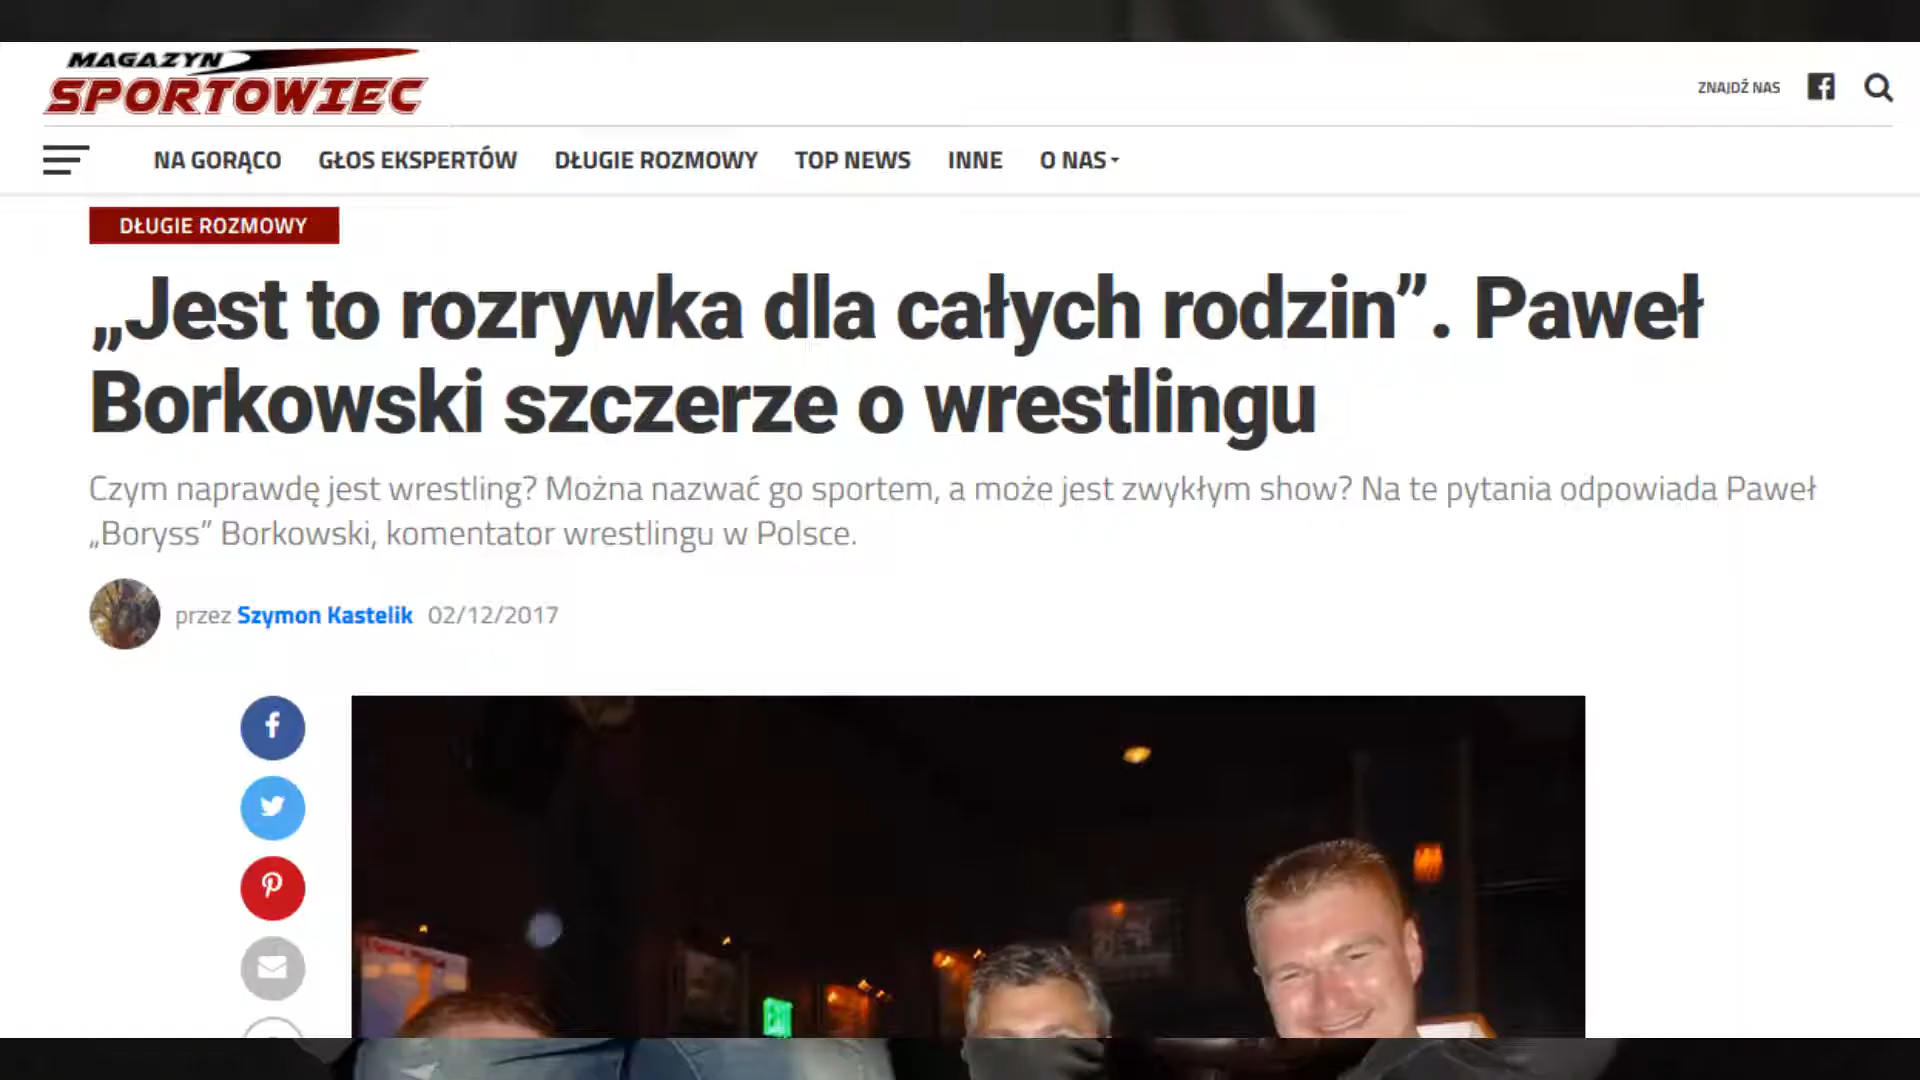 MAGAZYN
SPORTOWIEC
ZNAJDŹ NAS
NA GORĄCO GŁOS EKSPERTÓW DŁUGIE ROZMOWY TOP NEWS INNE O NAS
DŁUGIE ROZMOWY
„Jest to rozrywka dla całych rodzin”. Paweł
Borkowski szczerze o wrestlingu
Czym naprawdę jest wrestling? Można nazwać go sportem, a może jest zwykłym show? Na te pytania odpowiada Paweł
„Boryss” Borkowski, komentator wrestlingu w Polsce.
przez Szymon Kastelik 02/12/2017
EXIT